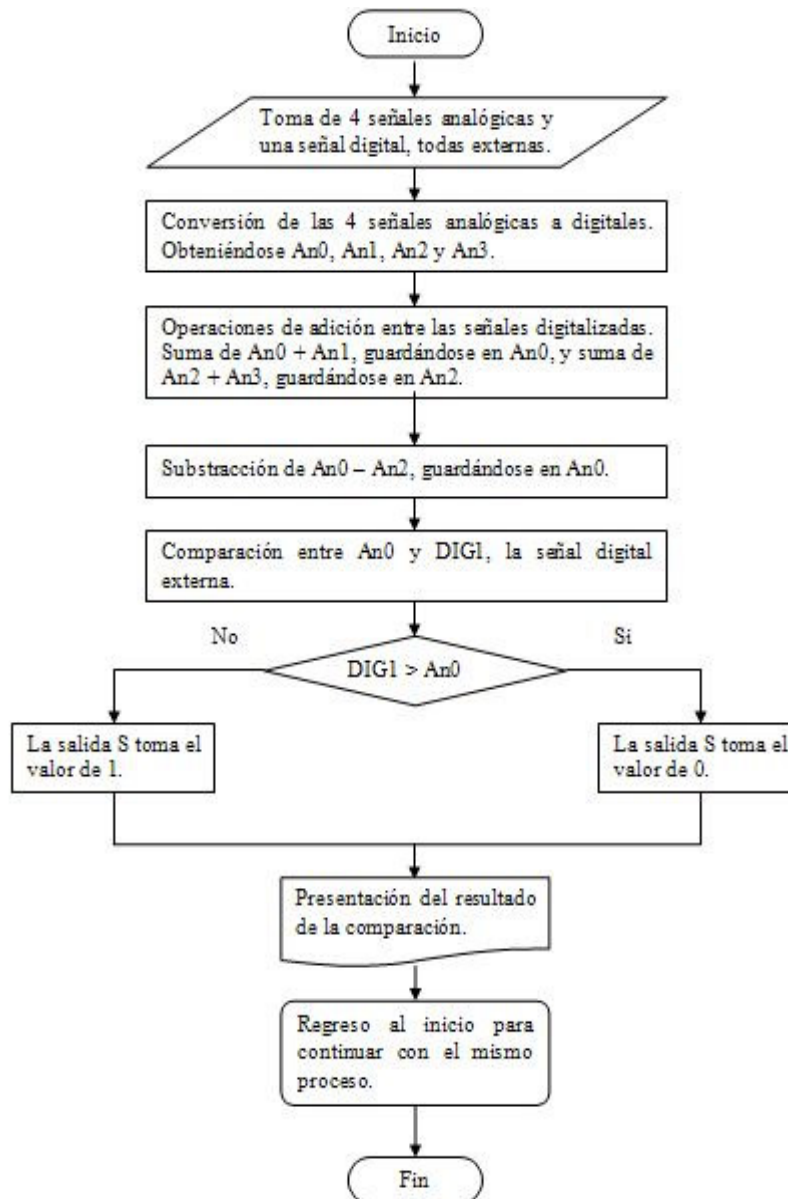 Inicio
Toma de 4 señales analógicas y
una señal digital, todas externas.
Conversión de las 4 señales analógicas a digitales.
Obteniéndose An0, An1, An2 y An3.
Operaciones de adición entre las señales digitalizadas.
Suma de An0 + An1, guardándose en An0, y suma de
An2 + An3, guardándose en An2.
Substracción de An0 – An2, guardándose en An0.
Comparación entre An0 y DIG1, la señal digital
externa.
No
Si
DIG1 > An0
La salida S toma el
valor de 1.
La salida S toma el
valor de 0.
Presentación del resultado
de la comparación.
Regreso al inicio para
continuar con el mismo
proceso.
Fin